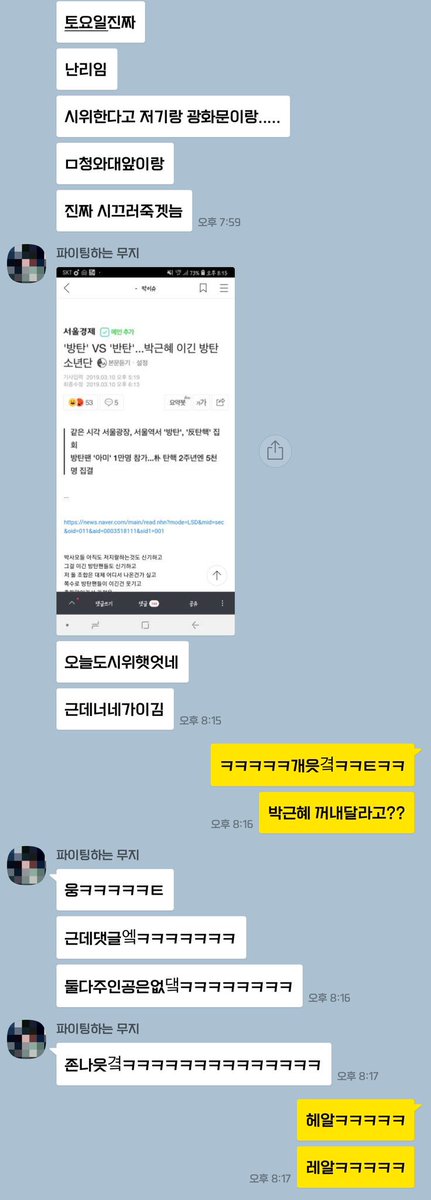 토요일진짜
난리임
시위한다고 저기랑 광화문이랑.....
ㅁ청와대앞이랑
진짜 시끄러죽겟늠
오후 7:59
파이팅하는 무지
SKT
73% 오후 8:15
박이슈
서울경제 메인 추가
'방탄' VS '반탄'...박근혜 이긴 방탄
소년단 본문듣기 · 설정
기사입력 2019.03.10 오후 5:19
최종수정 2019.03.10 오후 6:13
53 5 요약봇 가
같은 시각 서울광장, 서울역서 '방탄', '反탄핵' 집
회
방탄팬 '아미' 1만명 참가...朴 탄핵 2주년엔 5천
명 집결
...
https://news.naver.com/main/read.nhn?mode=LSD&mid=sec
&oid=011&aid=0003518111&sid1=001
박사모들 아직도 저지랄하는것도 신기하고
그걸 이긴 방탄팬들도 신기하고
저 둘 조합은 대체 어디서 나온건가 싶고
쪽수로 방탄팬들이 이긴건 웃기고
댓글쓰기 댓글 공유
오늘도시위햇엇네
근데너네가이김
오후 8:15
ㅋㅋㅋㅋㅋ개읏겤ㅋㅋㅌㅋㅋ
오후 8:16
박근혜 꺼내달라고??
파이팅하는 무지
웅ㅋㅋㅋㅋㅋㅌ
근데댓글엨ㅋㅋㅋㅋㅋㅋㅋ
둘다주인공은없댘ㅋㅋㅋㅋㅋㅋㅋㅋ
오후 8:16
파이팅하는 무지
존나읏겤ㅋㅋㅋㅋㅋㅋㅋㅋㅋㅋㅋㅋㅋㅋ
오후 8:17
헤알ㅋㅋㅋㅋㅋ
레알ㅋㅋㅋㅋㅋ
오후 8:17